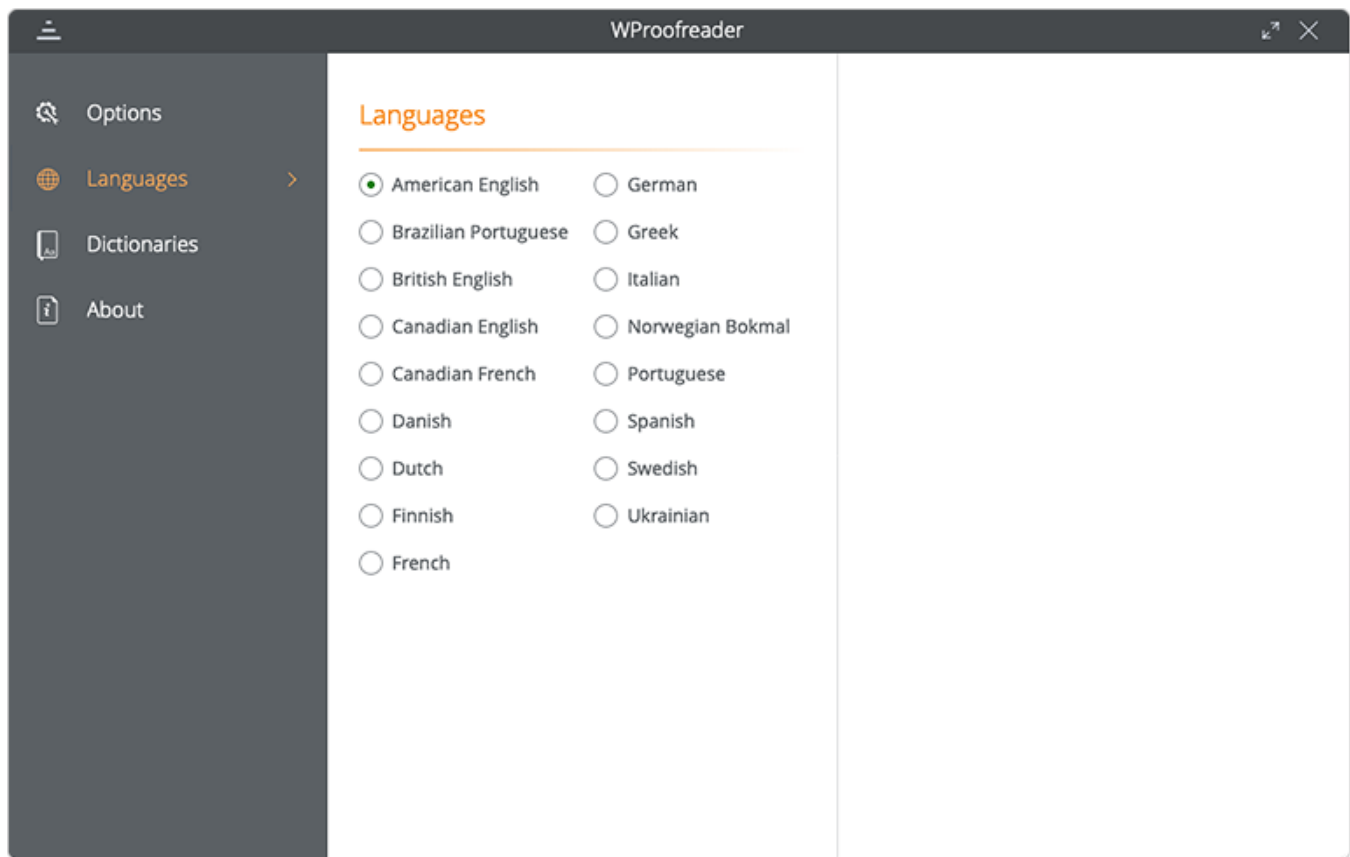 WProofreader
Options
Languages
Dictionaries
About
Languages
American English
Brazilian Portuguese
British English
Canadian English
Canadian French
Danish
Dutch
Finnish
French
German
Greek
Italian
Norwegian Bokmal
Portuguese
Spanish
Swedish
Ukrainian